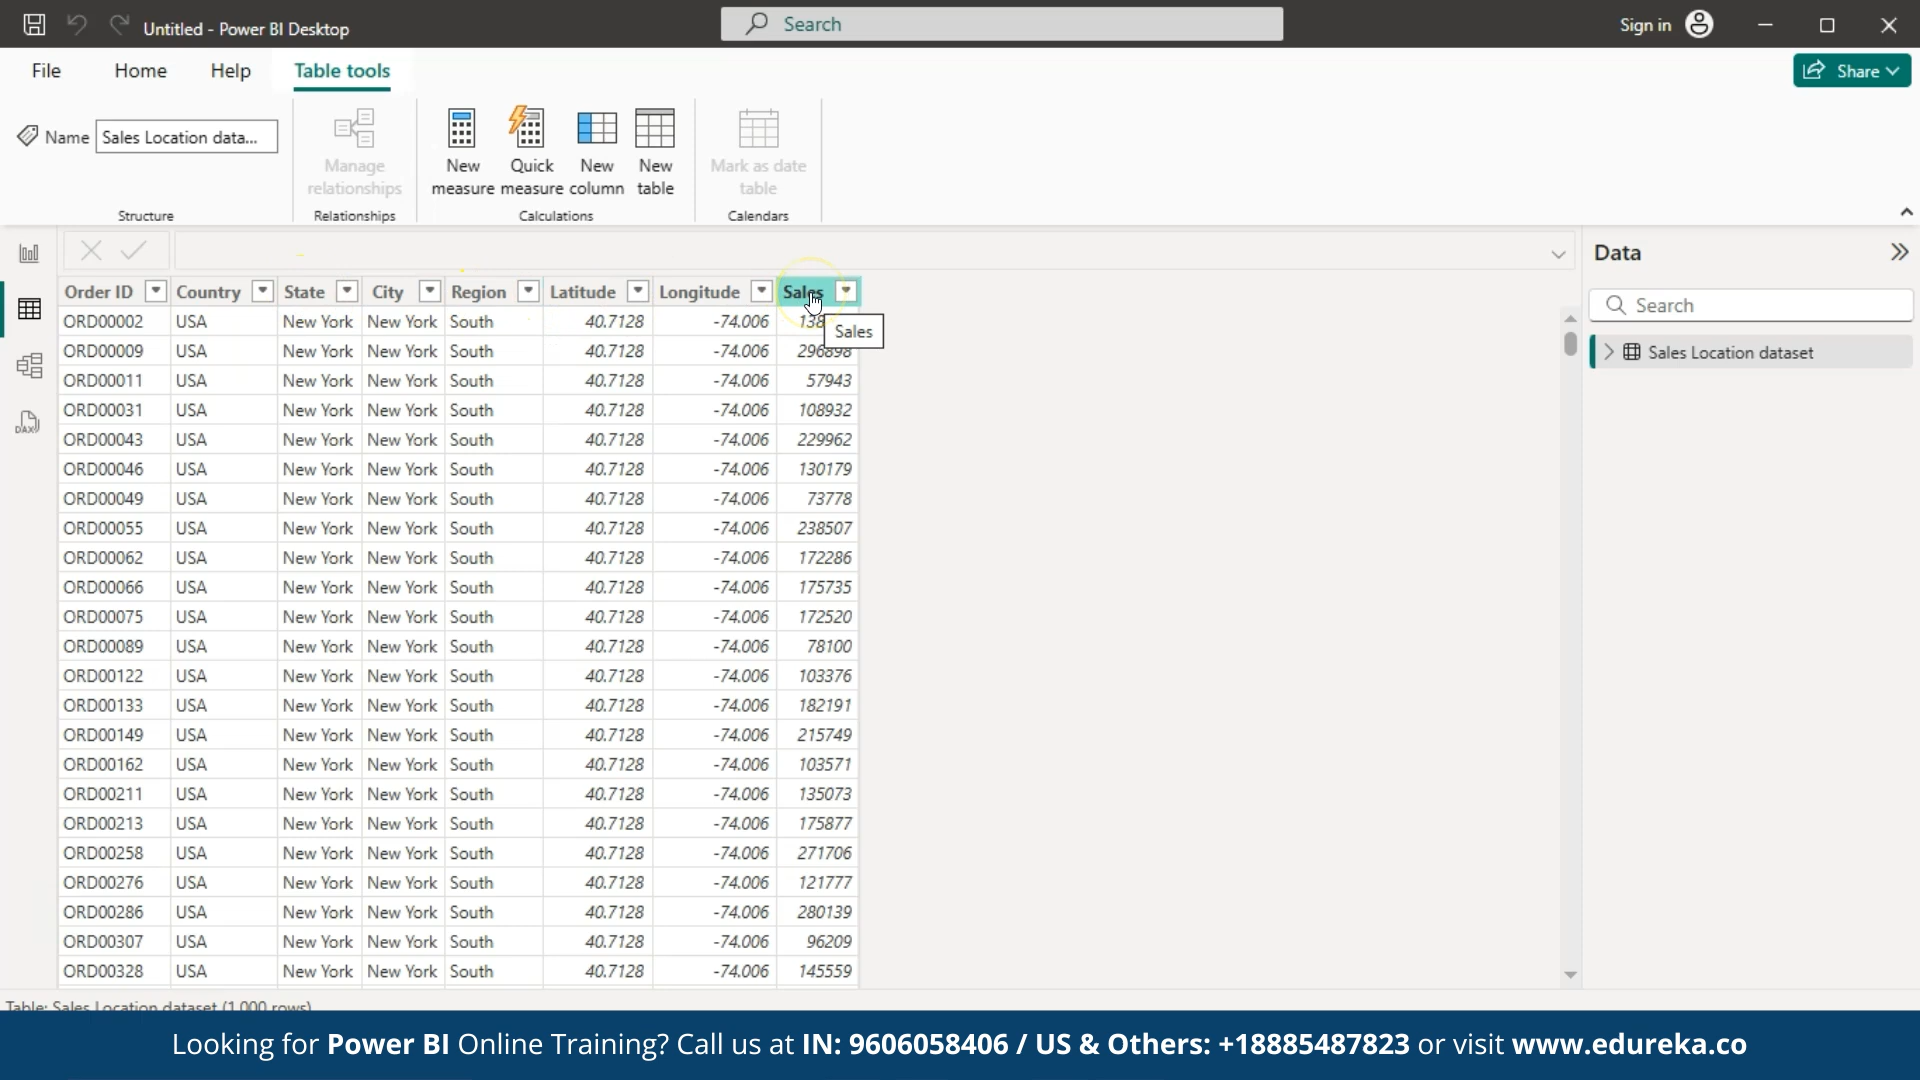 Untitled - Power BI Desktop
Search
Sign in
File
Home
Help
Table tools
Share
Name
Sales Location data...
Manage relationships
New measure
Quick measure
New column
New table
Mark as date table
Structure
Relationships
Calculations
Calendars
Data
Search
Sales Location dataset
DAX
Order ID Country State City Region Latitude Longitude Sales
ORD00002 USA New York New York South 40.7128 -74.006 138
Sales
ORD00009 USA New York New York South 40.7128 -74.006 296898
ORD00011 USA New York New York South 40.7128 -74.006 57943
ORD00031 USA New York New York South 40.7128 -74.006 108932
ORD00043 USA New York New York South 40.7128 -74.006 229962
ORD00046 USA New York New York South 40.7128 -74.006 130179
ORD00049 USA New York New York South 40.7128 -74.006 73778
ORD00055 USA New York New York South 40.7128 -74.006 238507
ORD00062 USA New York New York South 40.7128 -74.006 172286
ORD00066 USA New York New York South 40.7128 -74.006 175735
ORD00075 USA New York New York South 40.7128 -74.006 172520
ORD00089 USA New York New York South 40.7128 -74.006 78100
ORD00122 USA New York New York South 40.7128 -74.006 103376
ORD00133 USA New York New York South 40.7128 -74.006 182191
ORD00149 USA New York New York South 40.7128 -74.006 215749
ORD00162 USA New York New York South 40.7128 -74.006 103571
ORD00211 USA New York New York South 40.7128 -74.006 135073
ORD00213 USA New York New York South 40.7128 -74.006 175877
ORD00258 USA New York New York South 40.7128 -74.006 271706
ORD00276 USA New York New York South 40.7128 -74.006 121777
ORD00286 USA New York New York South 40.7128 -74.006 280139
ORD00307 USA New York New York South 40.7128 -74.006 96209
ORD00328 USA New York New York South 40.7128 -74.006 145559
Table: Sales Location dataset (1,000 rows)
Looking for Power BI Online Training? Call us at IN: 9606058406 / US & Others: +18885487823 or visit www.edureka.co